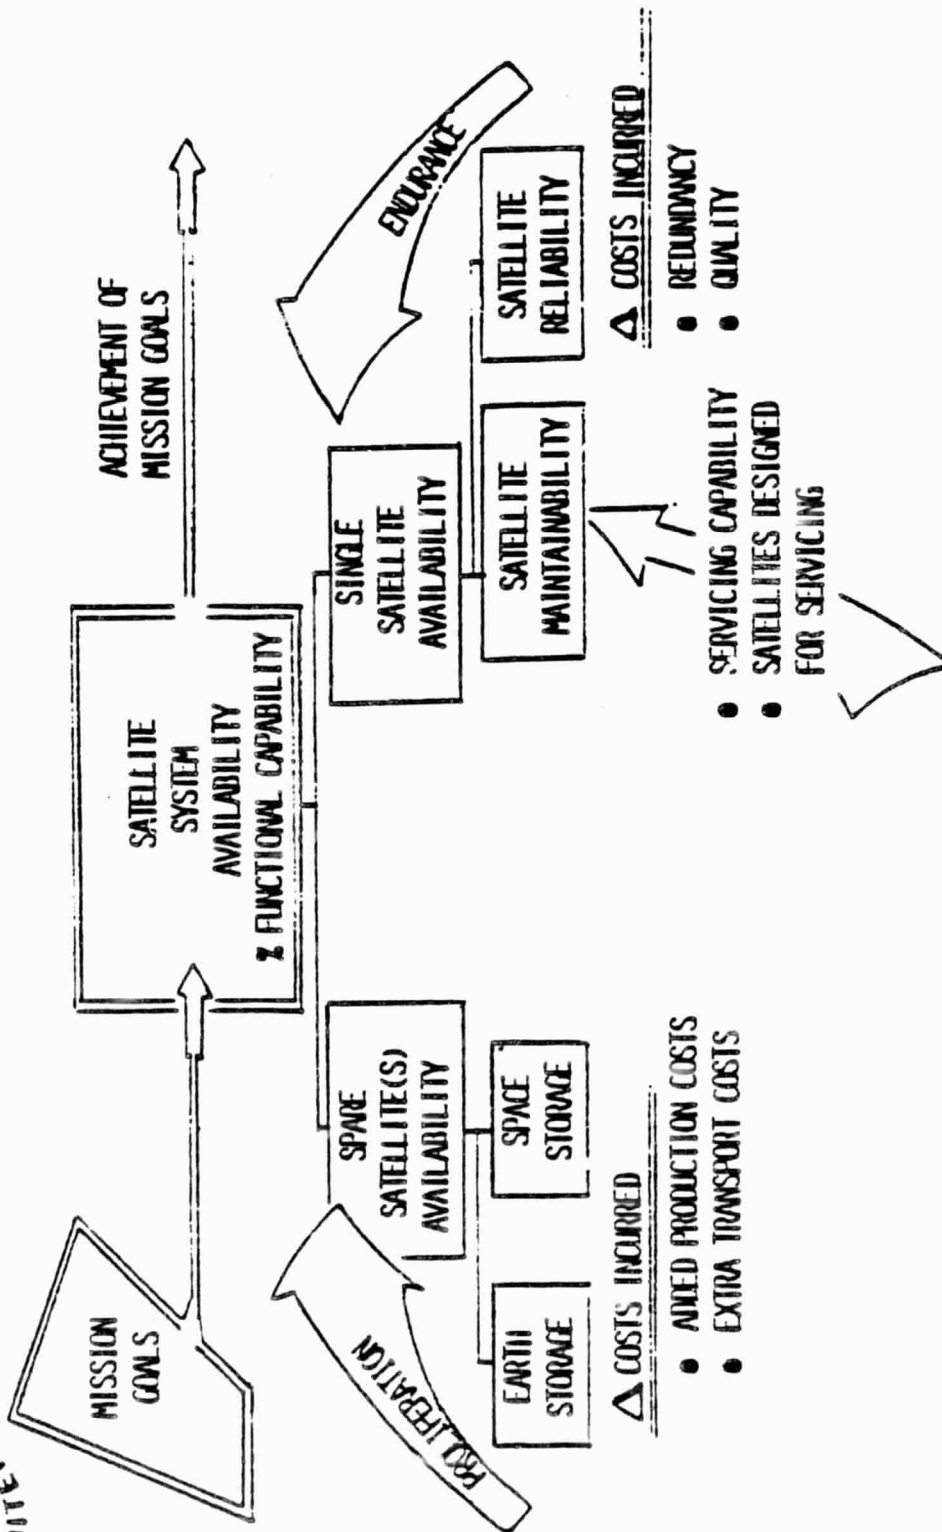 MISSION
GOALS
SATELLITE
SYSTEM
AVAILABILITY
% FUNCTIONAL CAPABILITY
ACHIEVEMENT OF
MISSION GOALS
PROLIFERATION
SPARE
SATELLITE(S)
AVAILABILITY
SINGLE
SATELLITE
AVAILABILITY
ENDURANCE
EARTH
STORAGE
SPACE
STORAGE
SATELLITE
MAINTAINABILITY
SATELLITE
RELIABILITY
Δ COSTS INCURRED
• ADDED PRODUCTION COSTS
• EXTRA TRANSPORT COSTS
• SERVICING CAPABILITY
• SATELLITES DESIGNED
FOR SERVICING
Δ COSTS INCURRED
• REDUNDANCY
• QUALITY